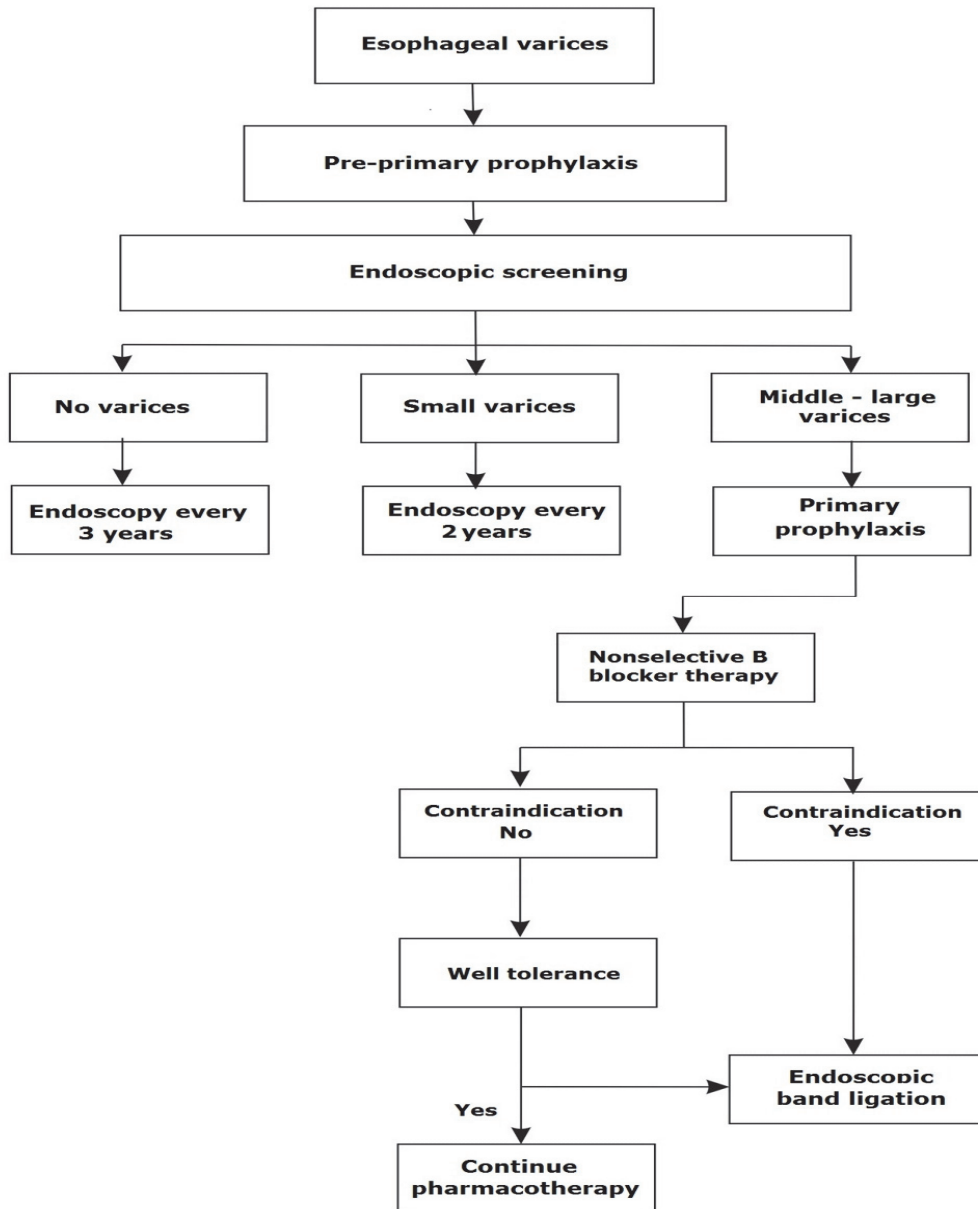 Esophageal varices
Pre-primary prophylaxis
Endoscopic screening
No varices
Small varices
Middle - large
varices
Endoscopy every
3 years
Endoscopy every
2 years
Primary
prophylaxis
Nonselective B
blocker therapy
Contraindication
No
Contraindication
Yes
Well tolerance
Endoscopic
band ligation
Yes
Continue
pharmacotherapy